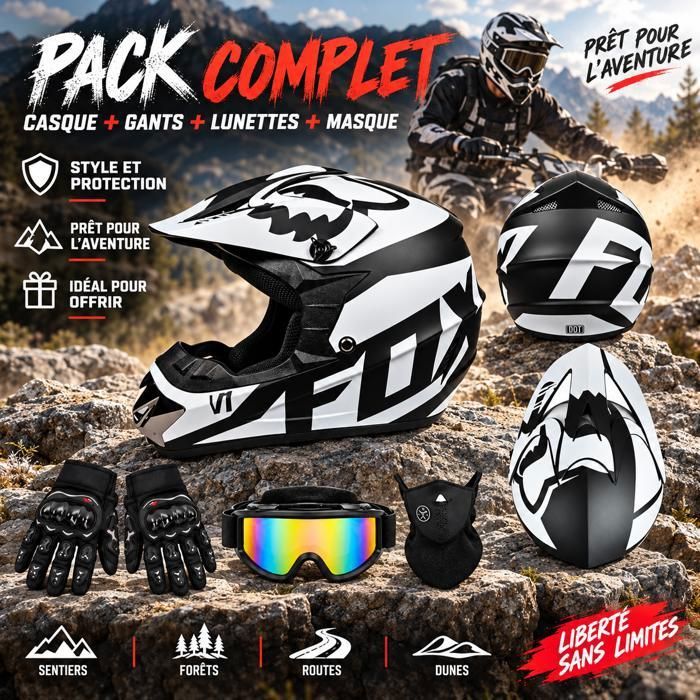 PACK COMPLET
CASQUE + GANTS + LUNETTES + MASQUE
PRÊT POUR
L'AVENTURE
STYLE ET
PROTECTION
PRÊT POUR
L'AVENTURE
IDÉAL POUR
OFFRIR
FOX
V1
FO
DOT
SENTIERS
FORÊTS
ROUTES
DUNES
LIBERTÉ
SANS LIMITES